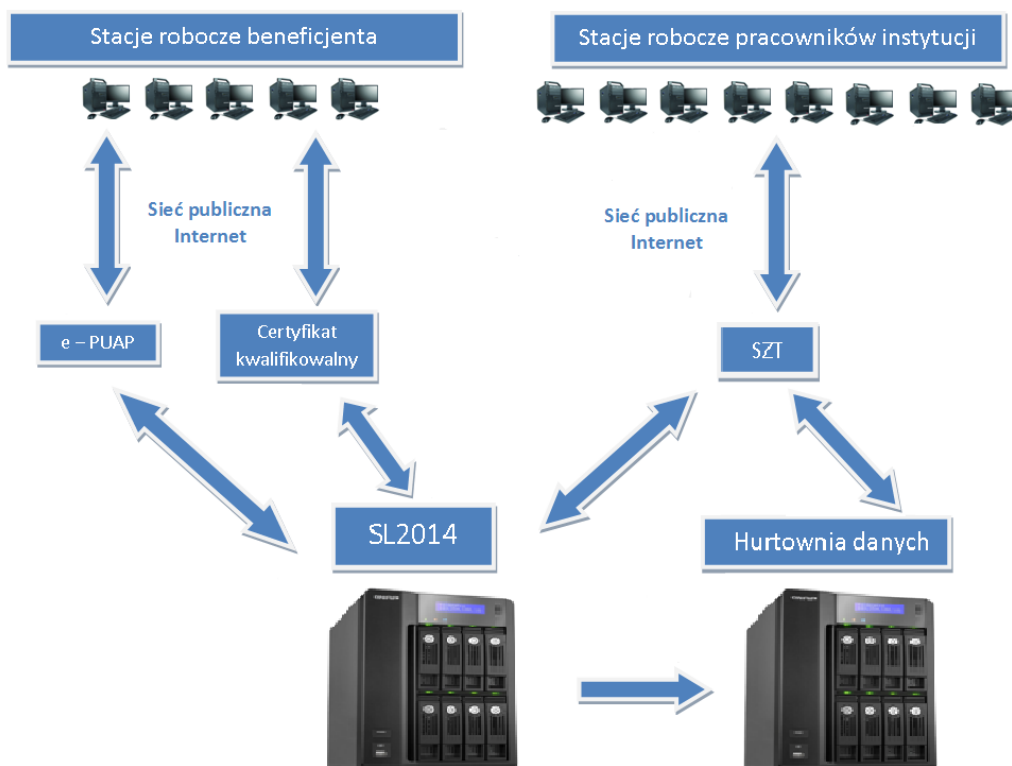 Stacje robocze beneficjenta
Stacje robocze pracowników instytucji
Sieć publiczna
Internet
Sieć publiczna
Internet
e – PUAP
Certyfikat
kwalifikowalny
SZT
SL2014
Hurtownia danych